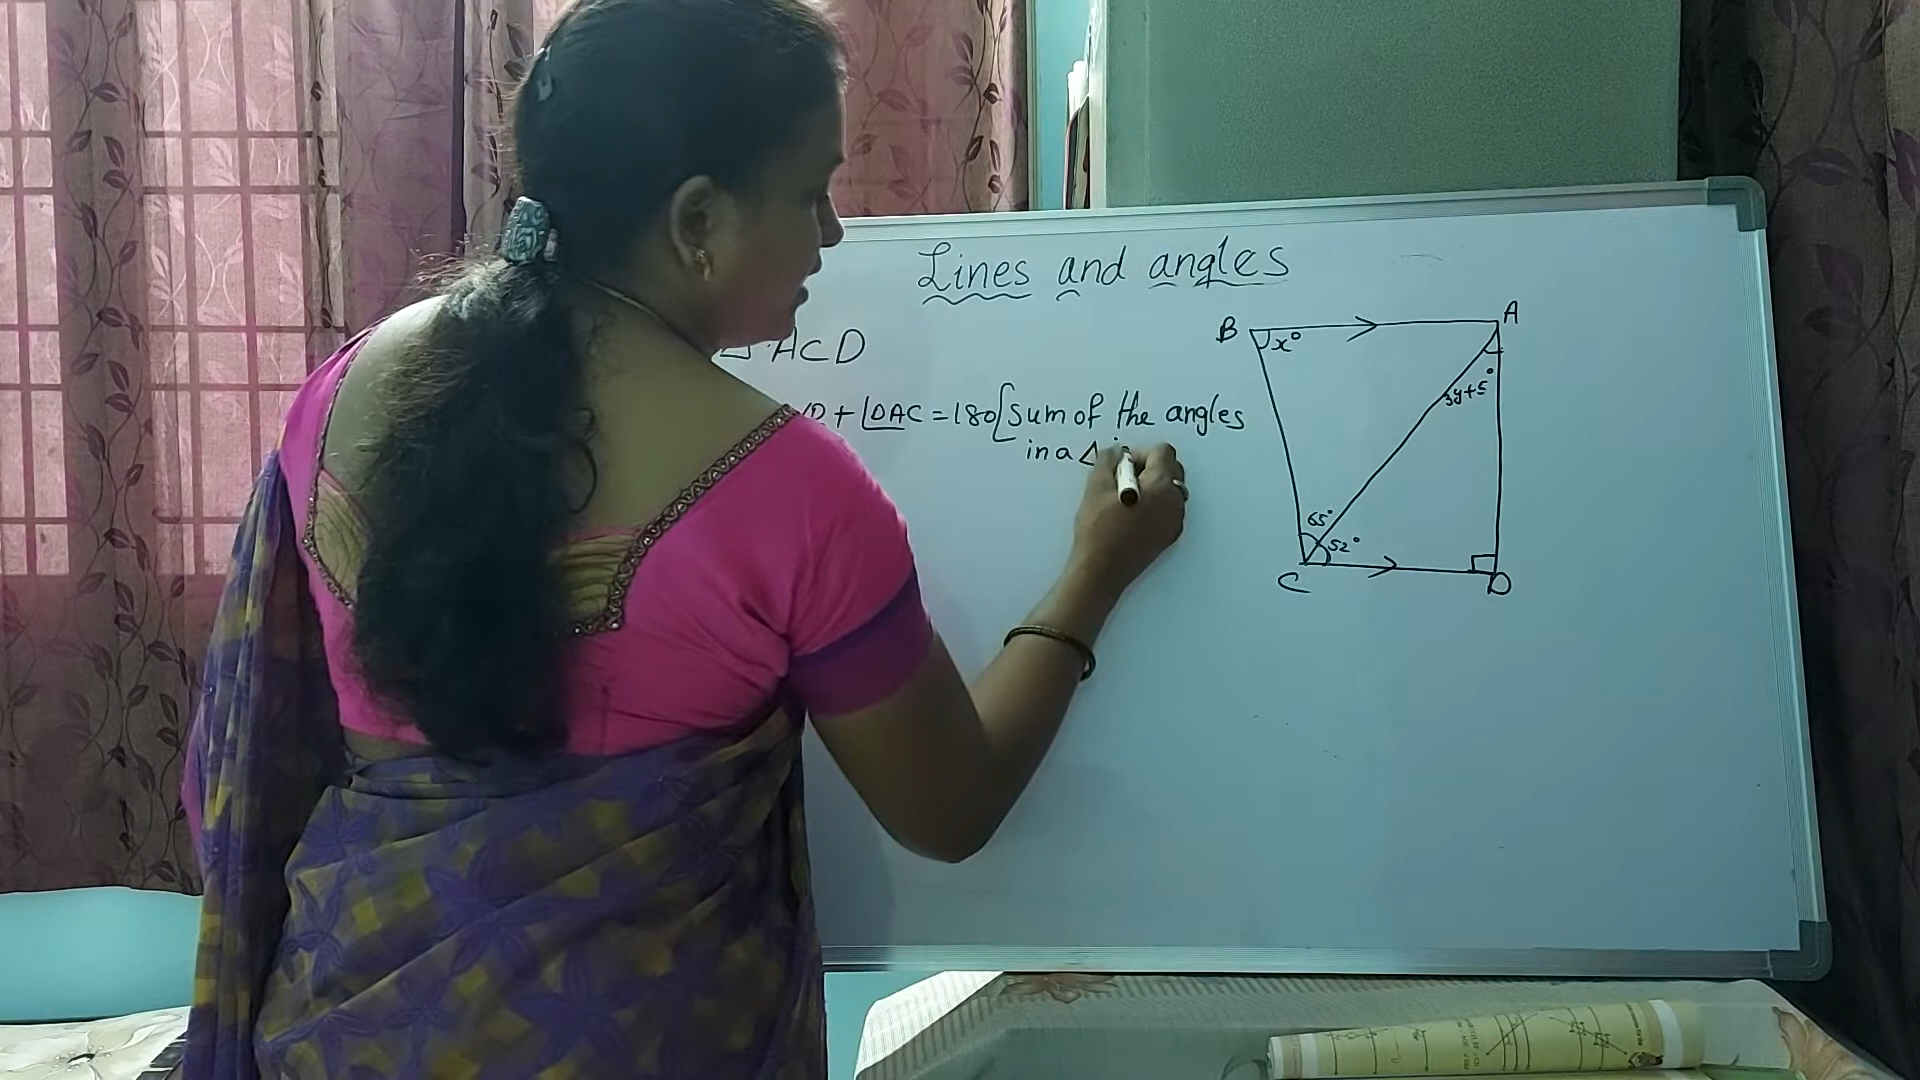 Lines and angles
ACD
+ ∠DAC = 180 [Sum of the angles
in a Δ
B
A
x°
3y+5°
65°
52°
C
D